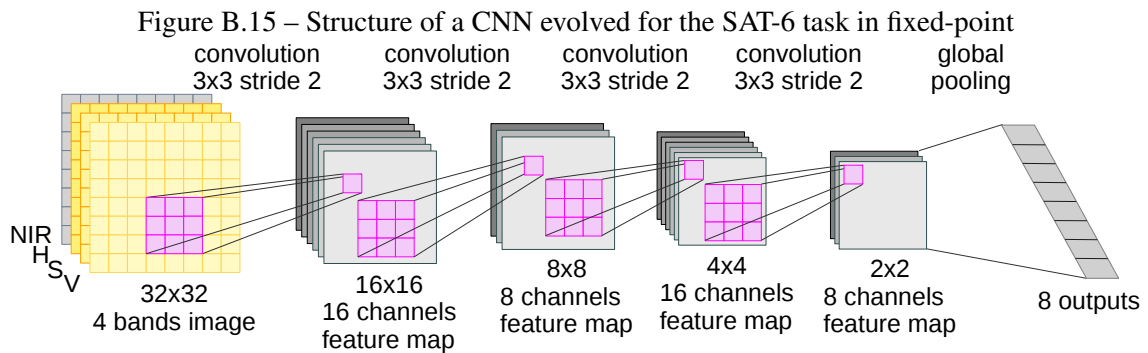 Figure B.15 – Structure of a CNN evolved for the SAT-6 task in fixed-point
convolution
3x3 stride 2
convolution
3x3 stride 2
convolution
3x3 stride 2
convolution
3x3 stride 2
global
pooling
NIR
H
S
V
32x32
4 bands image
16x16
16 channels
feature map
8x8
8 channels
feature map
4x4
16 channels
feature map
2x2
8 channels
feature map
8 outputs